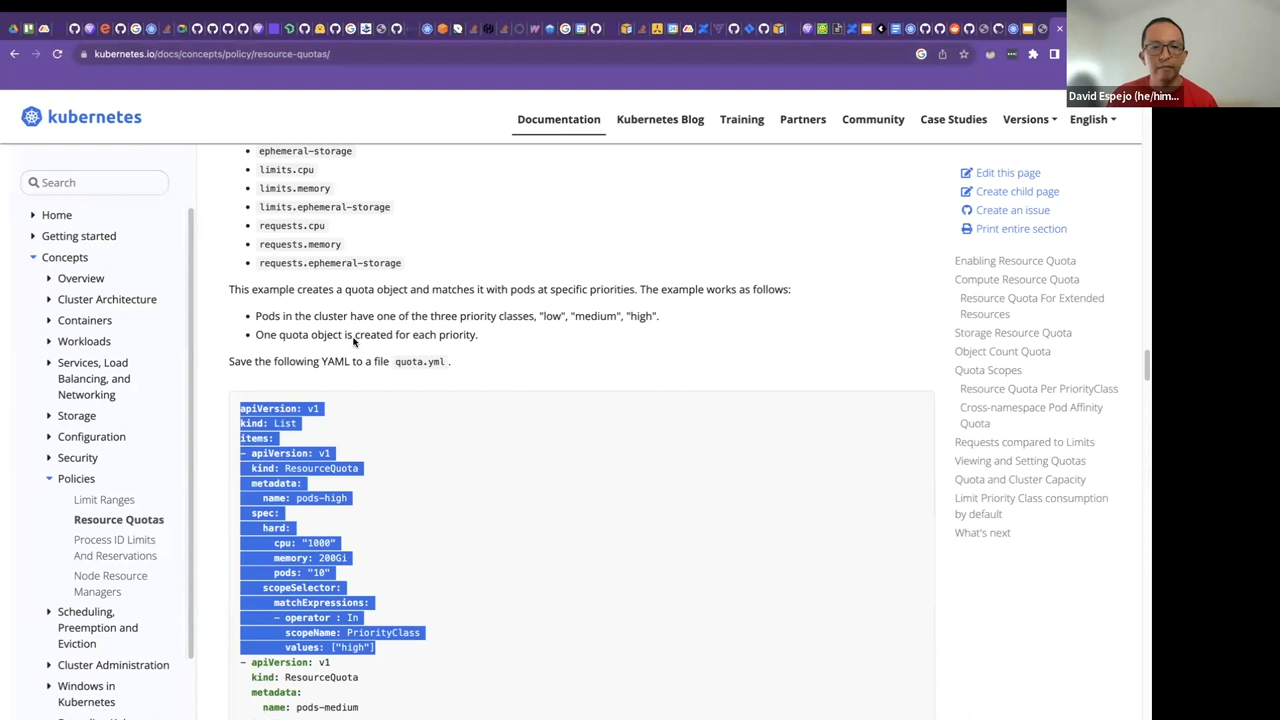 kubernetes.io/docs/concepts/policy/resource-quotas/
David Espejo (he/him...
kubernetes
Documentation
Kubernetes Blog
Training
Partners
Community
Case Studies
Versions
English
Search
Home
Getting started
Concepts
Overview
Cluster Architecture
Containers
Workloads
Services, Load
Balancing, and
Networking
Storage
Configuration
Security
Policies
Limit Ranges
Resource Quotas
Process ID Limits
And Reservations
Node Resource
Managers
Scheduling,
Preemption and
Eviction
Cluster Administration
Windows in
Kubernetes
ephemeral-storage
limits.cpu
limits.memory
limits.ephemeral-storage
requests.cpu
requests.memory
requests.ephemeral-storage
This example creates a quota object and matches it with pods at specific priorities. The example works as follows:
Pods in the cluster have one of the three priority classes, "low", "medium", "high".
One quota object is created for each priority.
Save the following YAML to a file quota.yml .
apiVersion: v1
kind: List
items:
- apiVersion: v1
kind: ResourceQuota
metadata:
name: pods-high
spec:
hard:
cpu: "1000"
memory: 200Gi
pods: "10"
scopeSelector:
matchExpressions:
- operator : In
scopeName: PriorityClass
values: ["high"]
- apiVersion: v1
kind: ResourceQuota
metadata:
name: pods-medium
Edit this page
Create child page
Create an issue
Print entire section
Enabling Resource Quota
Compute Resource Quota
Resource Quota For Extended
Resources
Storage Resource Quota
Object Count Quota
Quota Scopes
Resource Quota Per PriorityClass
Cross-namespace Pod Affinity
Quota
Requests compared to Limits
Viewing and Setting Quotas
Quota and Cluster Capacity
Limit Priority Class consumption
by default
What's next